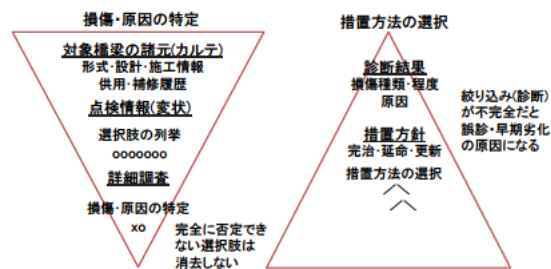 損傷・原因の特定
対象橋梁の諸元(カルテ)
形式・設計・施工情報
供用・補修履歴
点検情報(変状)
選択肢の列挙
ooooooo
詳細調査
損傷・原因の特定
xo
完全に否定でき
ない選択肢は
消去しない
措置方法の選択
診断結果
損傷種類・程度
原因
措置方針
完治・延命・更新
措置方法の選択
絞り込み(診断)
が不完全だと
誤診・早期劣化
の原因になる